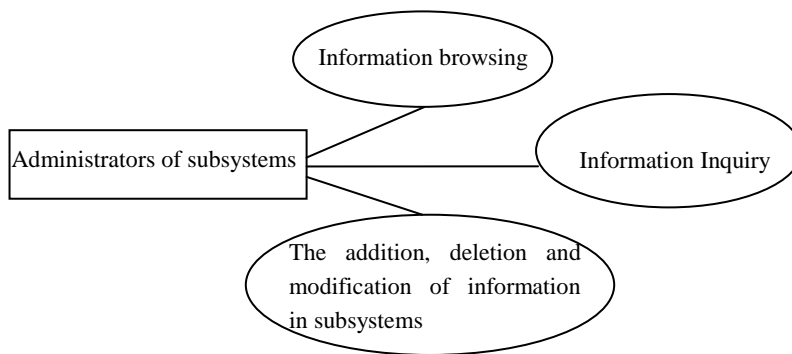 Information browsing
Administrators of subsystems
Information Inquiry
The addition, deletion and
modification of information
in subsystems